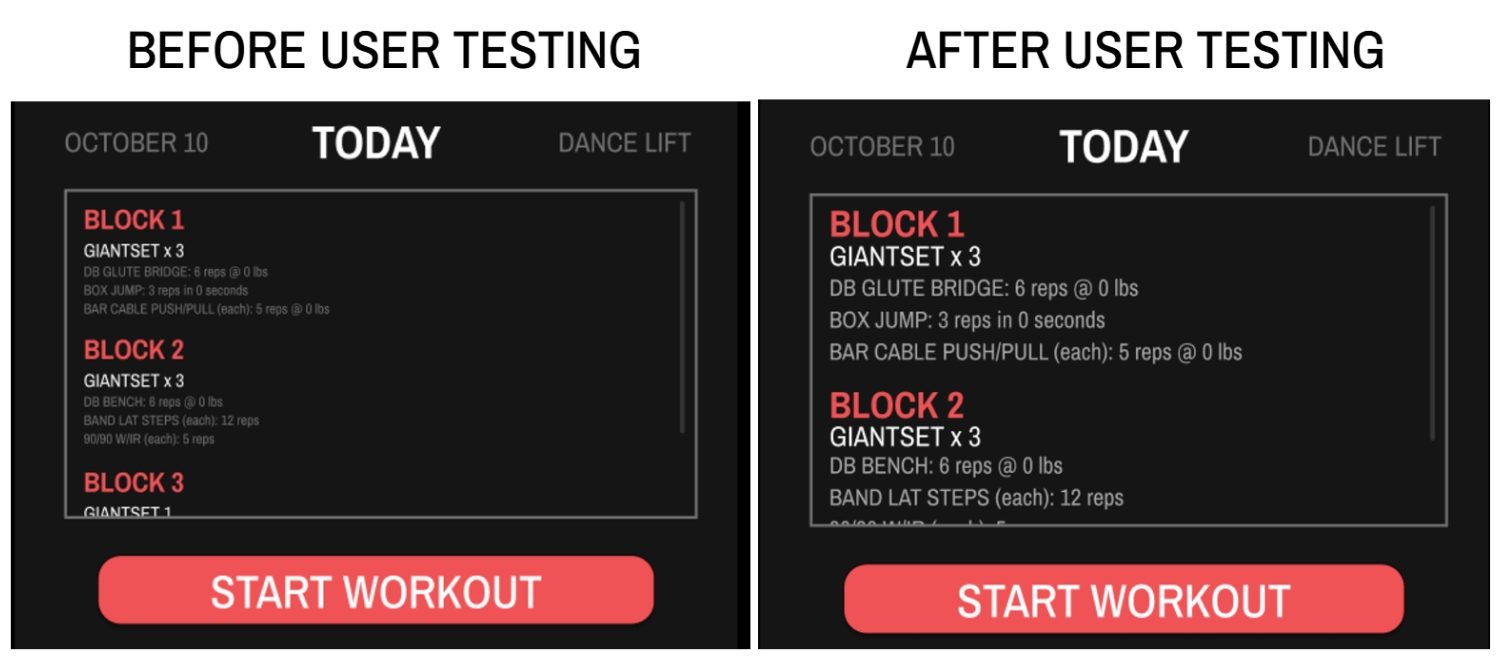 BEFORE USER TESTING
OCTOBER 10 TODAY DANCE LIFT
BLOCK 1
GIANTSET x 3
DB GLUTE BRIDGE: 6 reps @ 0 lbs
BOX JUMP: 3 reps in 0 seconds
BAR CABLE PUSH/PULL (each): 5 reps @ 0 lbs
BLOCK 2
GIANTSET x 3
DB BENCH: 6 reps @ 0 lbs
BAND LAT STEPS (each): 12 reps
90/90 W/IR (each): 5 reps
BLOCK 3
GIANTSET 1
START WORKOUT
AFTER USER TESTING
OCTOBER 10 TODAY DANCE LIFT
BLOCK 1
GIANTSET x 3
DB GLUTE BRIDGE: 6 reps @ 0 lbs
BOX JUMP: 3 reps in 0 seconds
BAR CABLE PUSH/PULL (each): 5 reps @ 0 lbs
BLOCK 2
GIANTSET x 3
DB BENCH: 6 reps @ 0 lbs
BAND LAT STEPS (each): 12 reps
START WORKOUT